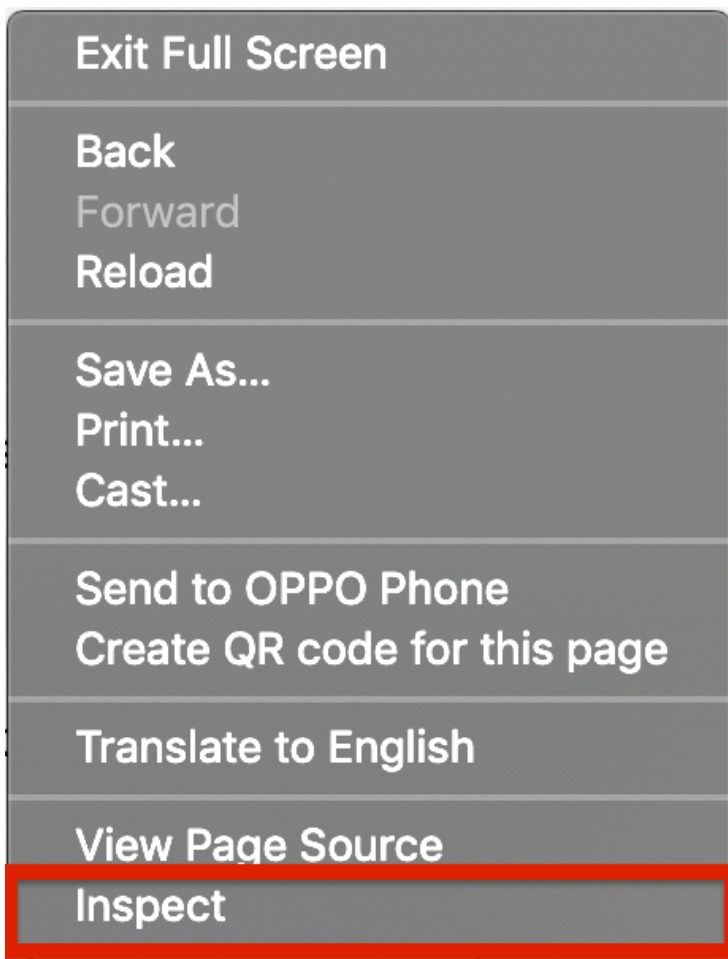 Exit Full Screen
Back
Forward
Reload
Save As...
Print...
Cast...
Send to OPPO Phone
Create QR code for this page
Translate to English
View Page Source
Inspect